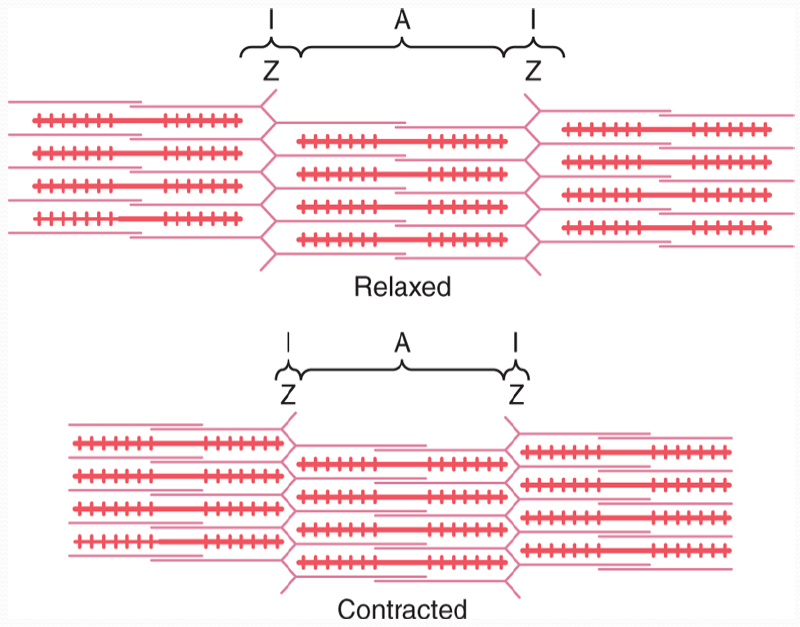 I A I
Z Z
Relaxed
I A I
Z Z
Contracted